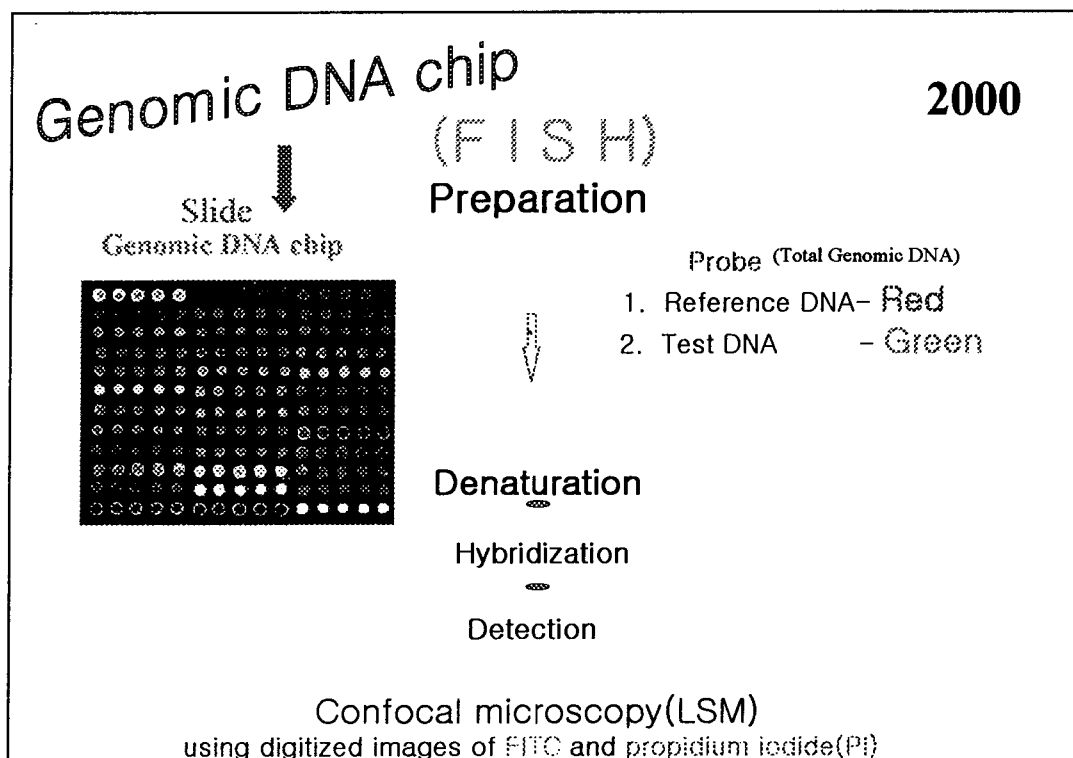 Genomic DNA chip
2000
(FISH)
Preparation
Slide
Genomic DNA chip
Probe (Total Genomic DNA)
1. Reference DNA- Red
2. Test DNA - Green
Denaturation
Hybridization
Detection
Confocal microscopy(LSM)
using digitized images of FITC and propidium iodide(PI)